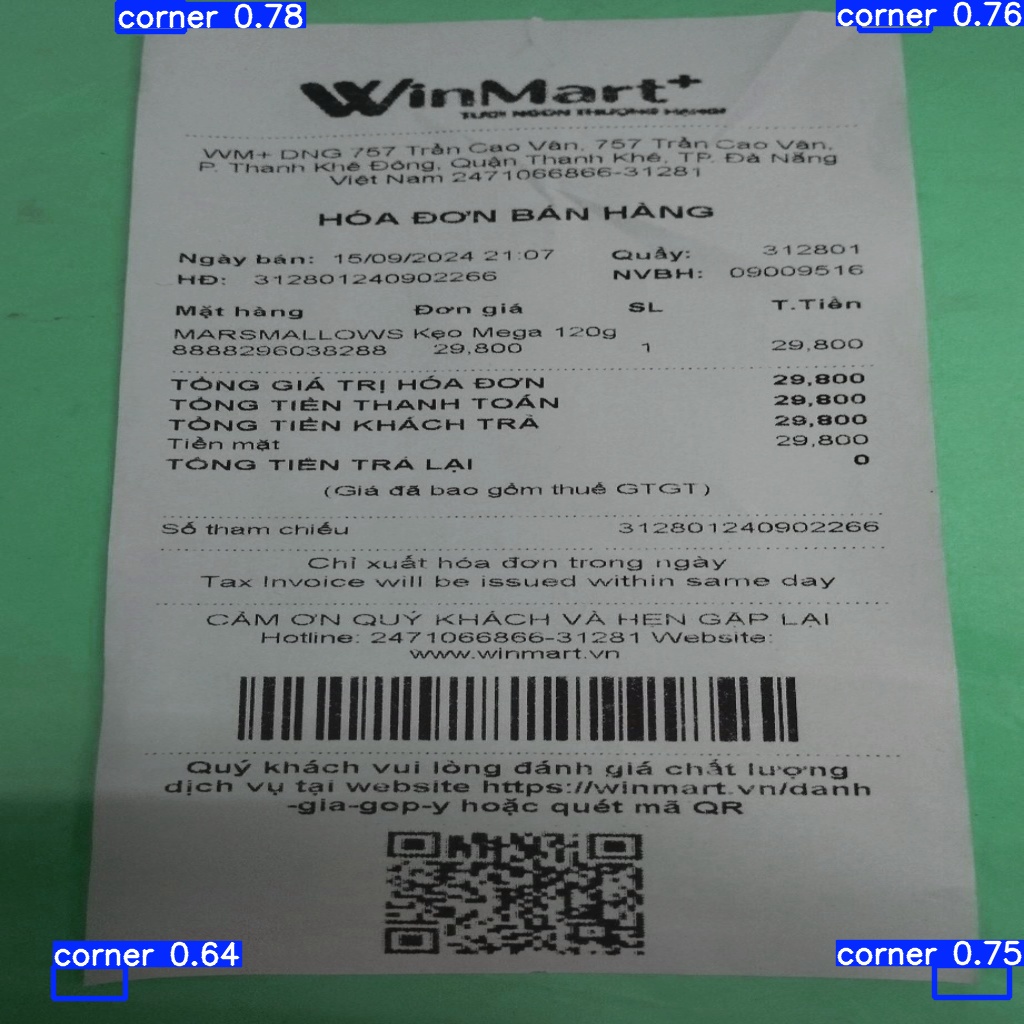 corner 0.78
corner 0.76
WinMart+
TƯƠI NGON THƯỢNG HẠNG
WM+ DNG 757 Trần Cao Vân, 757 Trần Cao Vân,
P. Thanh Khê Đông, Quận Thanh Khê, TP. Đà Nẵng
Việt Nam 2471066866-31281
HÓA ĐƠN BÁN HÀNG
Ngày bán: 15/09/2024 21:07 Quầy: 312801
HĐ: 312801240902266 NVBH: 09009516
Mặt hàng Đơn giá SL T.Tiền
MARSMALLOWS Kẹo Mega 120g
8888296038288 29,800 1 29,800
TỔNG GIÁ TRỊ HÓA ĐƠN 29,800
TỔNG TIỀN THANH TOÁN 29,800
TỔNG TIỀN KHÁCH TRẢ 29,800
Tiền mặt 29,800
TỔNG TIỀN TRẢ LẠI 0
(Giá đã bao gồm thuế GTGT)
Số tham chiếu 312801240902266
Chỉ xuất hóa đơn trong ngày
Tax Invoice will be issued within same day
CẢM ƠN QUÝ KHÁCH VÀ HẸN GẶP LẠI
Hotline: 2471066866-31281 Website:
www.winmart.vn
Quý khách vui lòng đánh giá chất lượng
dịch vụ tại website https://winmart.vn/danh
-gia-gop-y hoặc quét mã QR
corner 0.64
corner 0.75